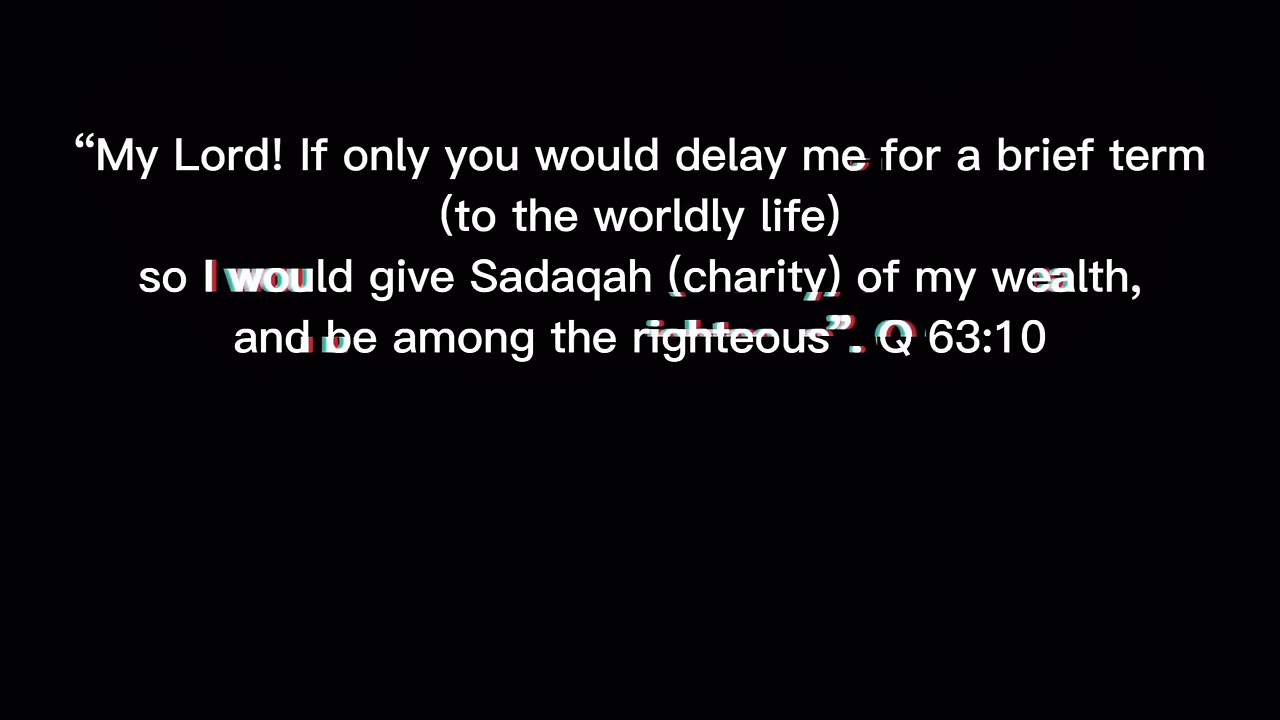 “My Lord! If only you would delay me for a brief term
(to the worldly life)
so I would give Sadaqah (charity) of my wealth,
and be among the righteous”. Q 63:10